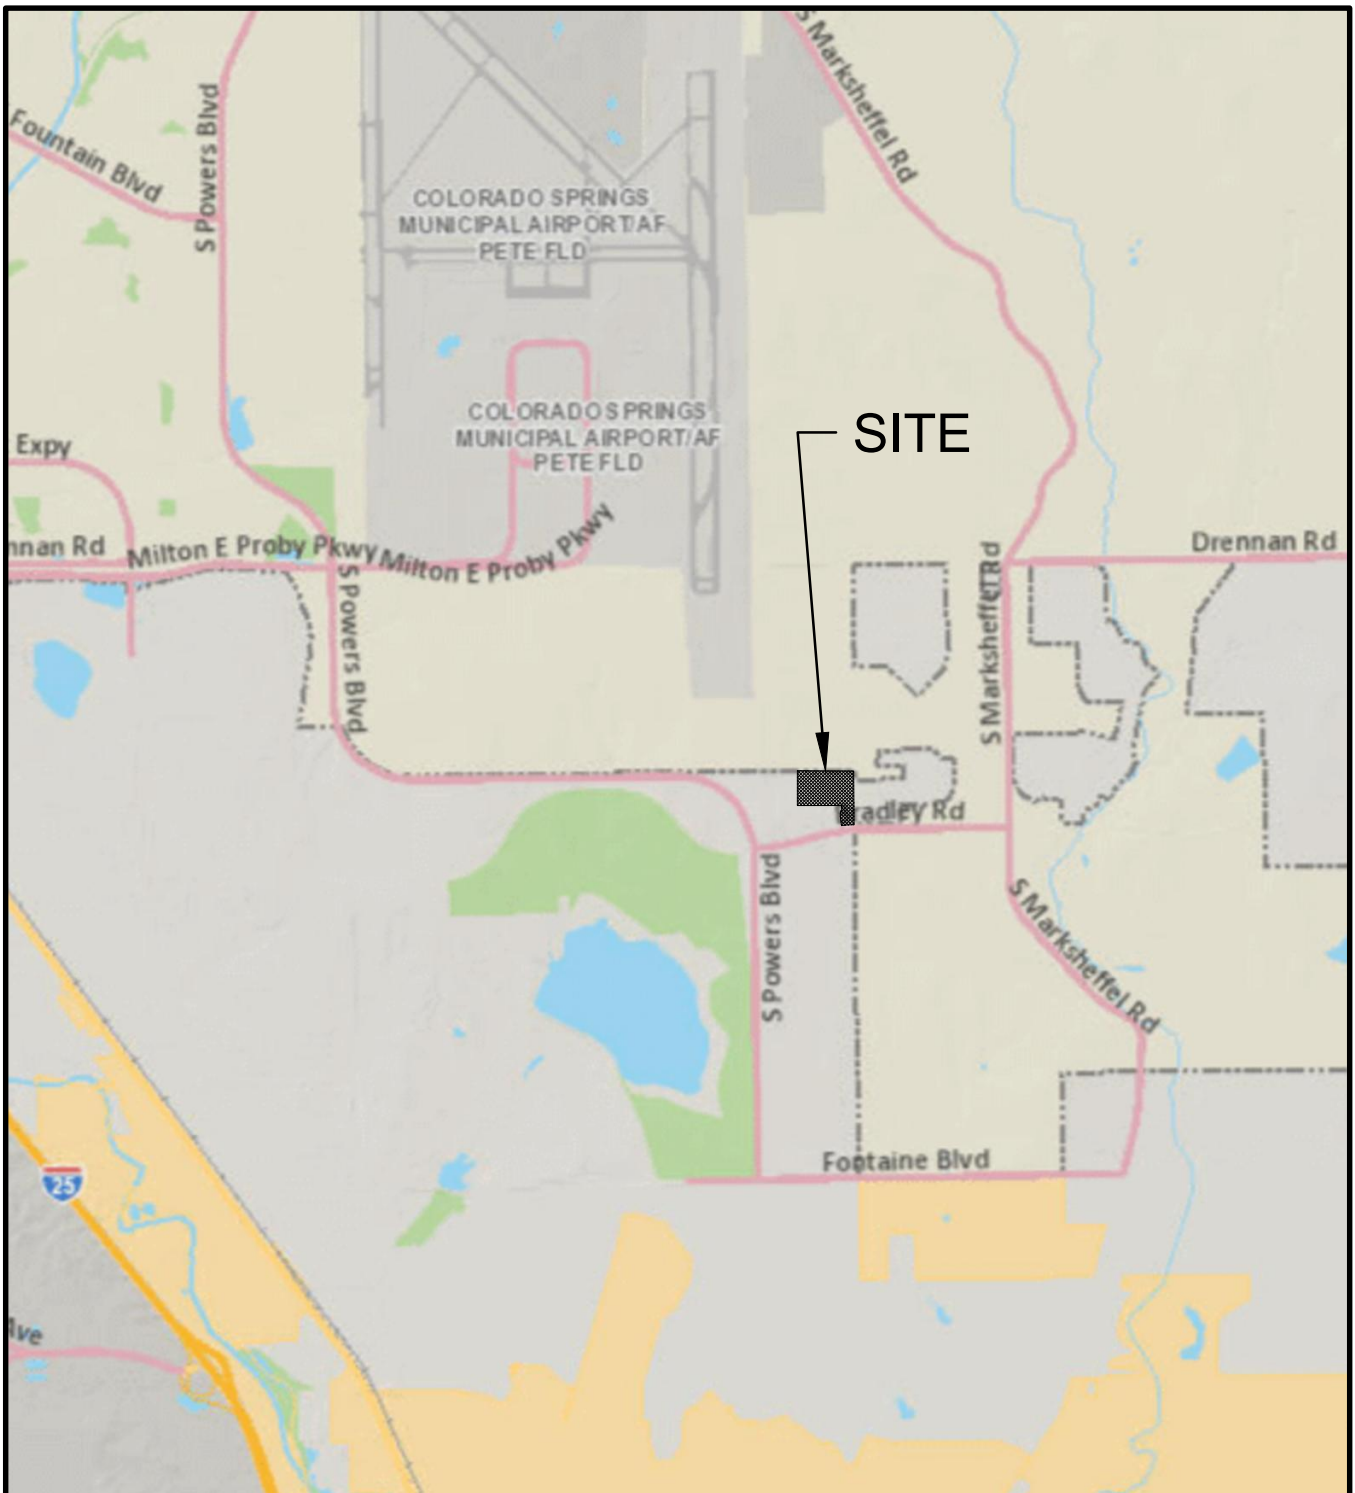 S Marksheffel Rd
Fountain Blvd
S Powers Blvd
COLORADO SPRINGS
MUNICIPAL AIRPORT/AF
PETE FLD
COLORADO SPRINGS
MUNICIPAL AIRPORT/AF
PETE FLD
SITE
Expy
nnan Rd
Milton E Proby Pkwy
Milton E Proby Pkwy
Drennan Rd
S Powers Blvd
S Marksheffel Rd
Bradley Rd
S Powers Blvd
S Marksheffel Rd
Fontaine Blvd
25
Ave